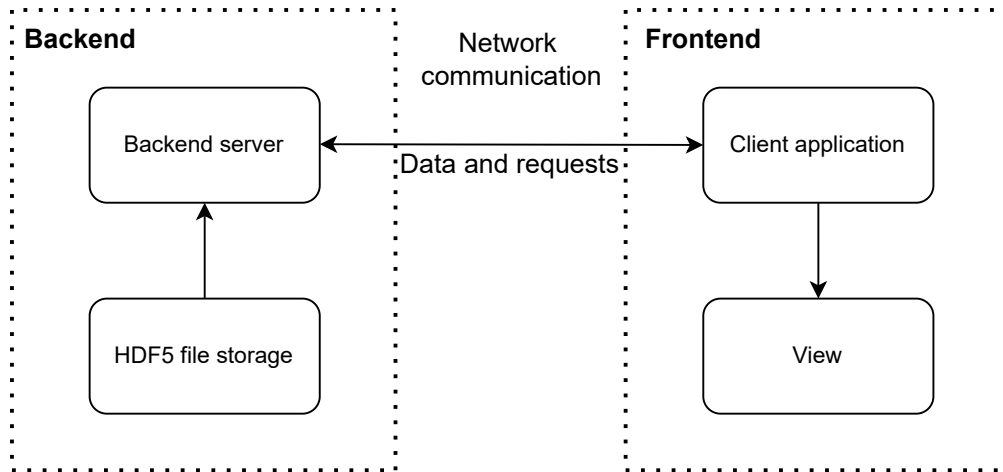 Backend
Network
communication
Frontend
Backend server
Client application
Data and requests
HDF5 file storage
View